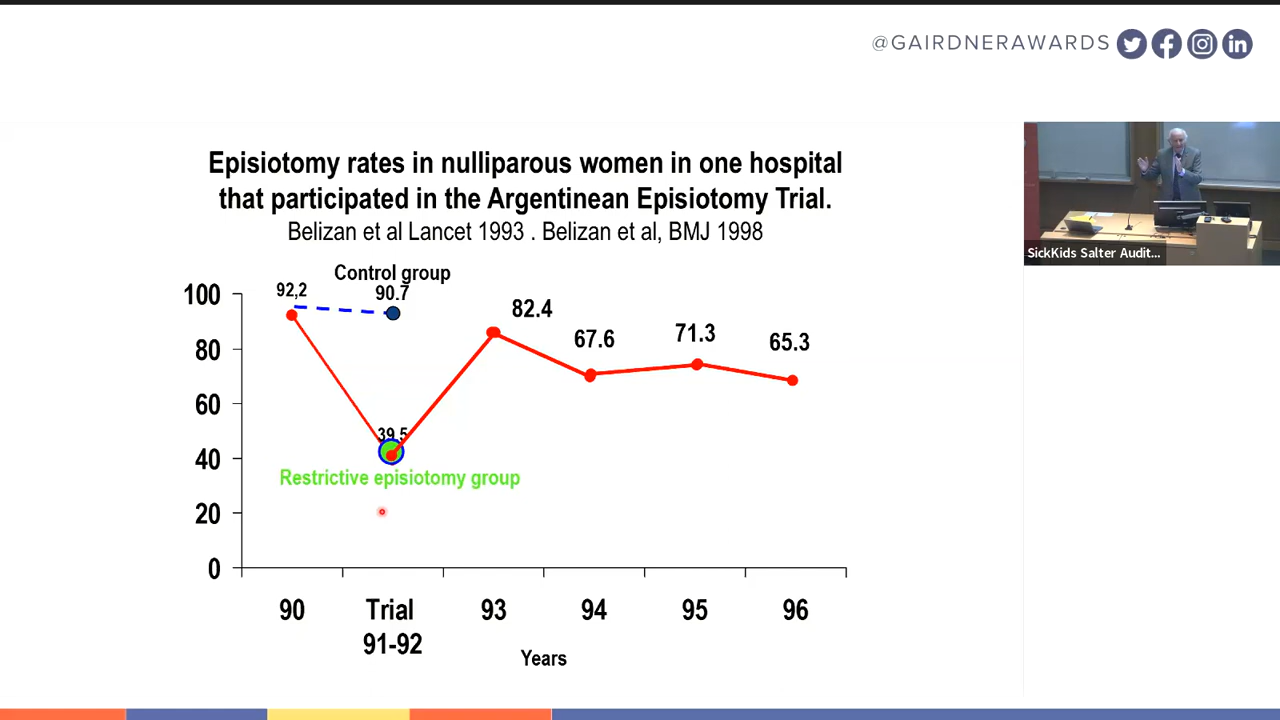 @GAIRDNERAWARDS
Episiotomy rates in nulliparous women in one hospital
that participated in the Argentinean Episiotomy Trial.
Belizan et al Lancet 1993 . Belizan et al, BMJ 1998
SickKids Salter Audit...
Control group
92,2
90.7
100
82.4
67.6
71.3
65.3
80
60
39,5
40
Restrictive episiotomy group
20
0
90
Trial
91-92
93
94
95
96
Years